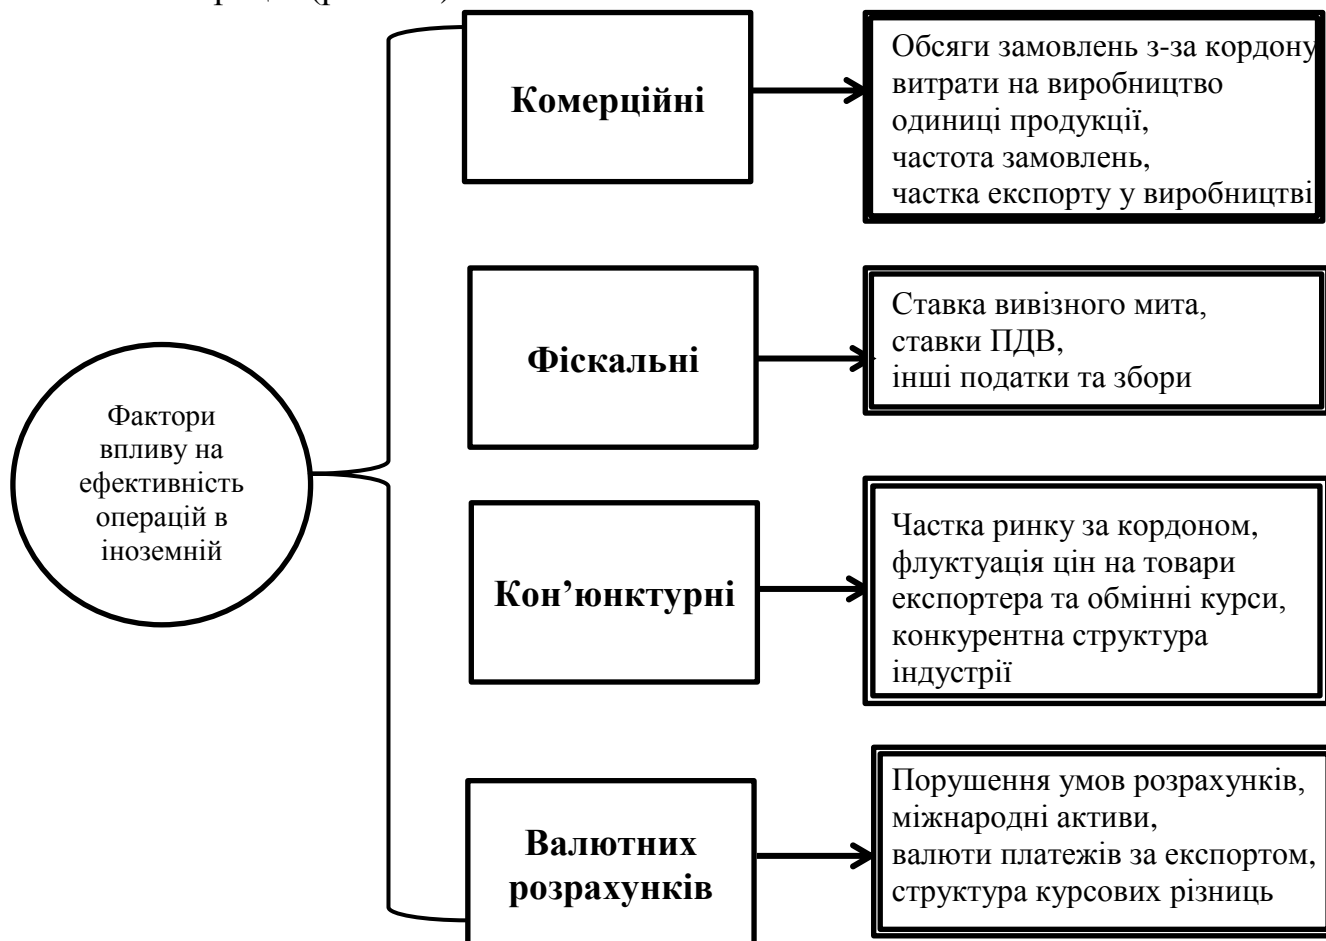 Комерційні
Обсяги замовлень з-за кордону
витрати на виробництво
одиниці продукції,
частота замовлень,
частка експорту у виробництві
Фіскальні
Ставка вивізного мита,
ставки ПДВ,
інші податки та збори
Фактори
впливу на
ефективність
операцій в
іноземній
Кон’юнктурні
Частка ринку за кордоном,
флуктуація цін на товари
експортера та обмінні курси,
конкурентна структура
індустрії
Валютних
розрахунків
Порушення умов розрахунків,
міжнародні активи,
валюти платежів за експортом,
структура курсових різниць